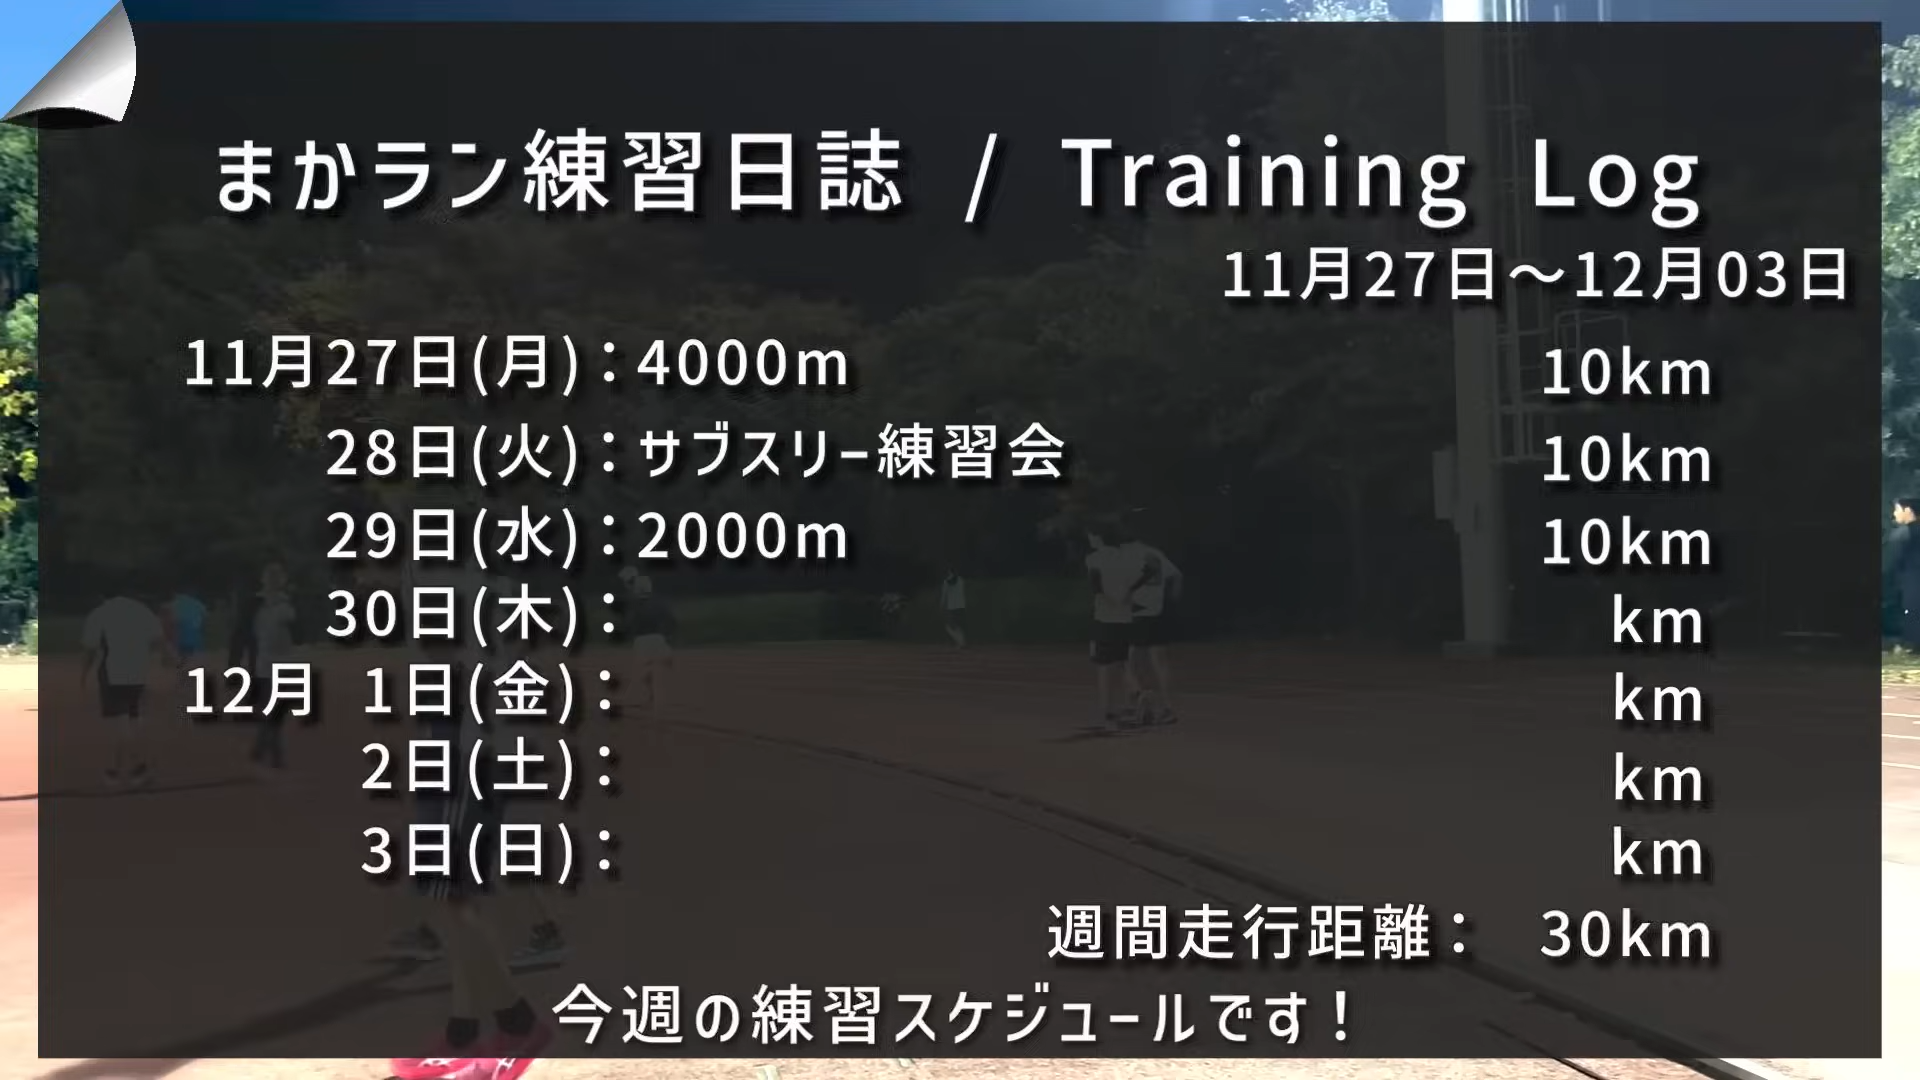 まかラン練習日誌 / Training Log
11月27日～12月03日
11月27日(月)：4000m 10km
28日(火)：サブスリー練習会 10km
29日(水)：2000m 10km
30日(木)： km
12月 1日(金)： km
2日(土)： km
3日(日)： km
週間走行距離： 30km
今週の練習スケジュールです！